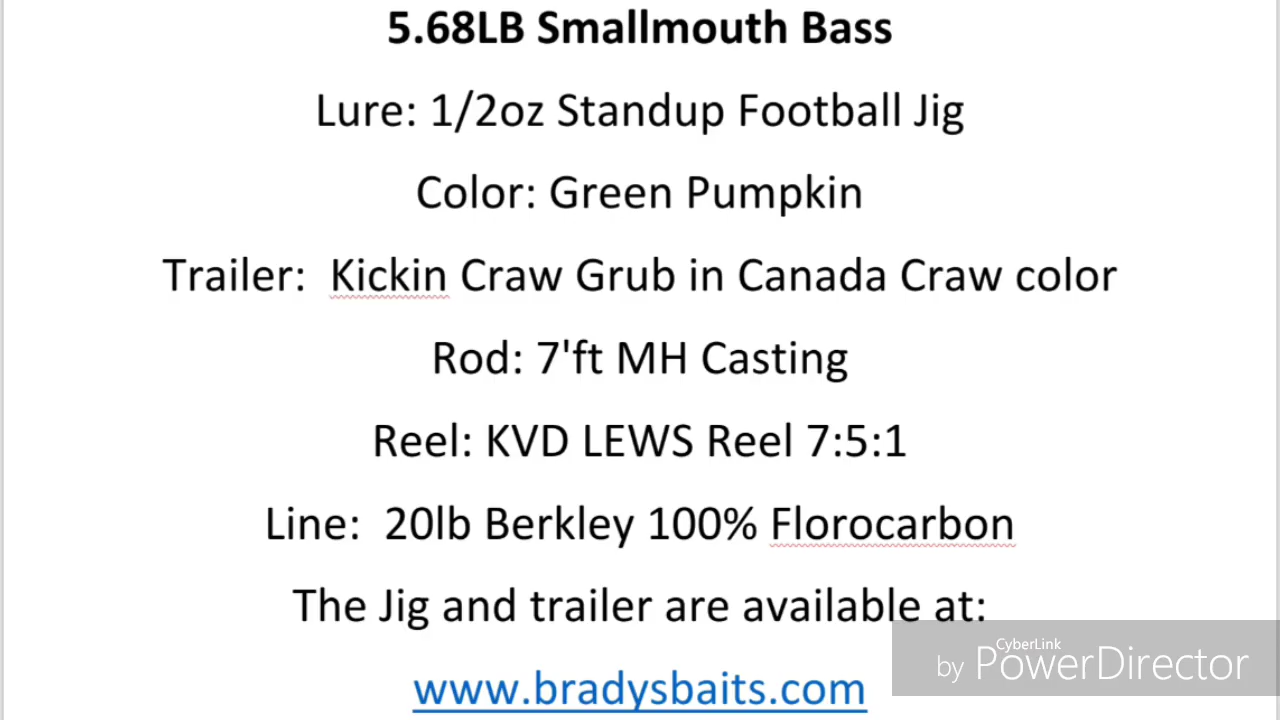 5.68LB Smallmouth Bass
Lure: 1/2oz Standup Football Jig
Color: Green Pumpkin
Trailer:  Kickin Craw Grub in Canada Craw color
Rod: 7'ft MH Casting
Reel: KVD LEWS Reel 7:5:1
Line:  20lb Berkley 100% Florocarbon
The Jig and trailer are available at:
www.bradysbaits.com
CyberLink
by PowerDirector